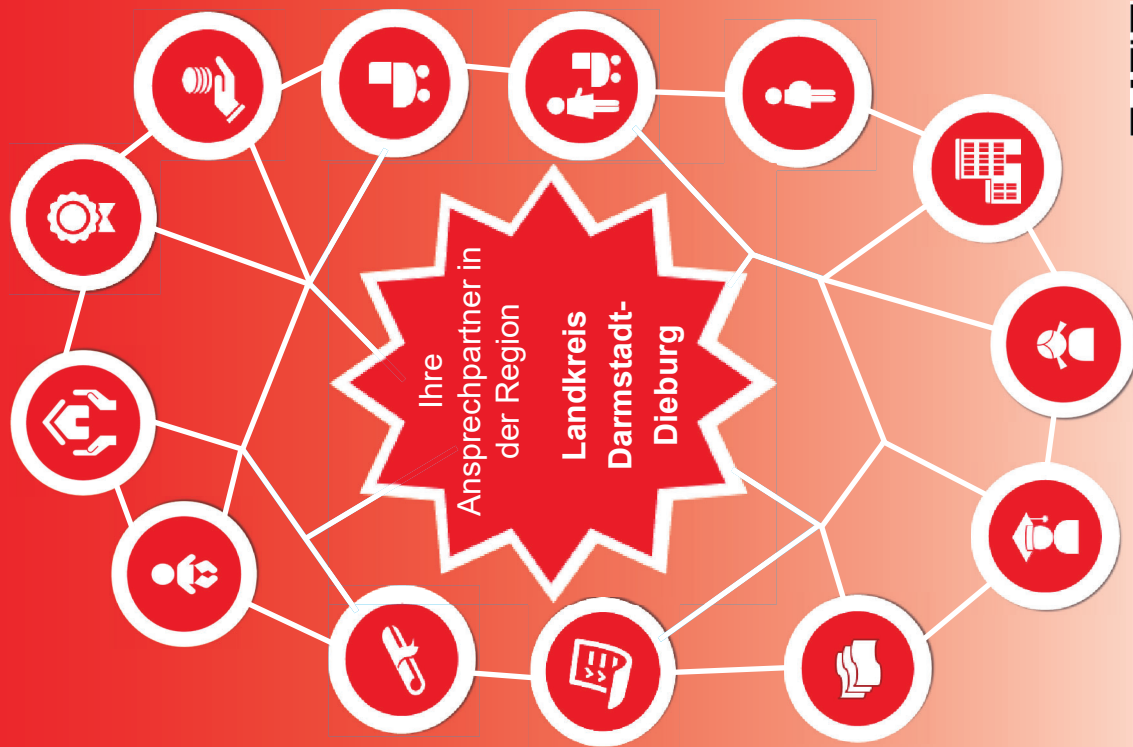 Ihre
Ansprechpartner in
der Region
Landkreis
Darmstadt-
Dieburg